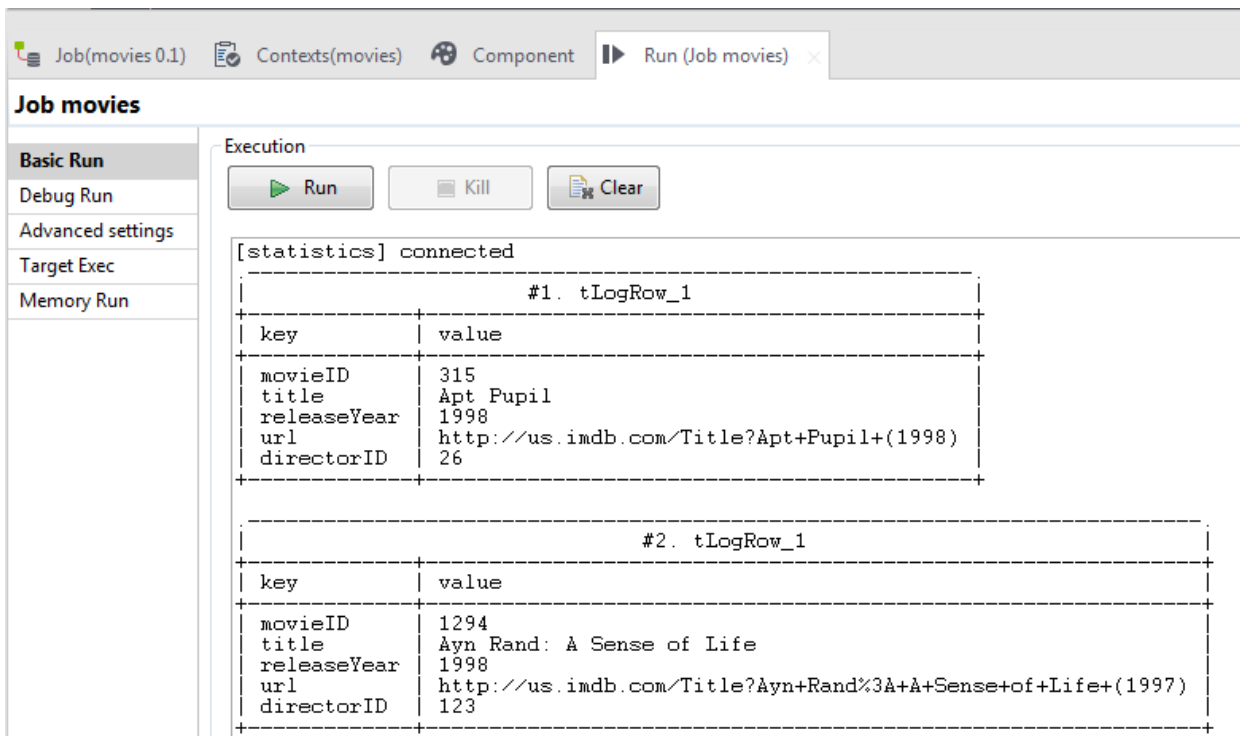 Job(movies 0.1) Contexts(movies) Component Run (Job movies)
Job movies
Basic Run
Debug Run
Advanced settings
Target Exec
Memory Run
Execution
Run Kill Clear
[statistics] connected
#1. tLogRow_1
key value
movieID 315
title Apt Pupil
releaseYear 1998
url http://us.imdb.com/Title?Apt+Pupil+(1998)
directorID 26
#2. tLogRow_1
key value
movieID 1294
title Ayn Rand: A Sense of Life
releaseYear 1998
url http://us.imdb.com/Title?Ayn+Rand%3A+A+Sense+of+Life+(1997)
directorID 123